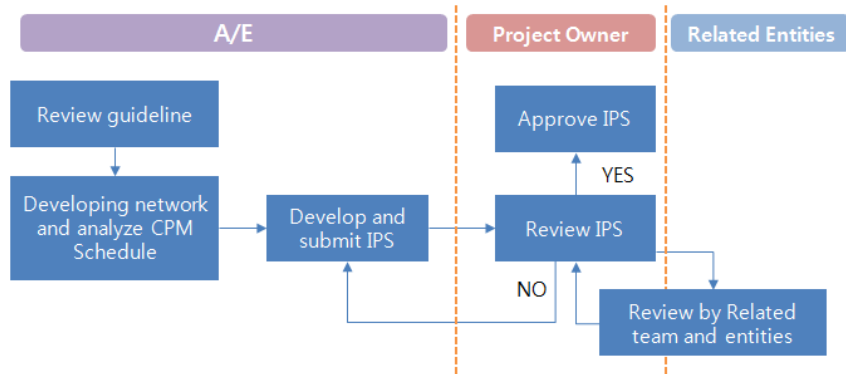 A/E
Project Owner
Related Entities
Review guideline
Approve IPS
YES
Developing network
and analyze CPM
Schedule
Develop and
submit IPS
Review IPS
NO
Review by Related
team and entities